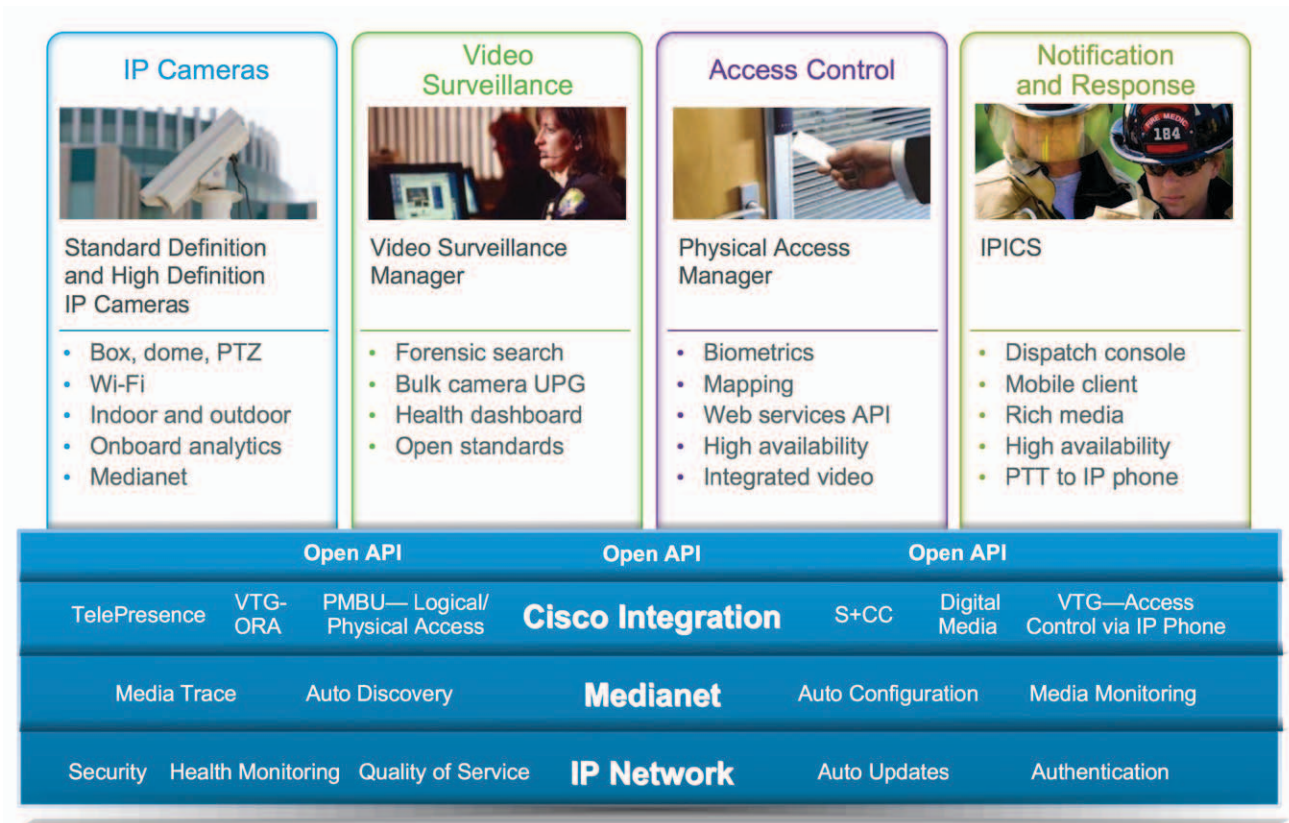 IP Cameras
Standard Definition
and High Definition
IP Cameras
• Box, dome, PTZ
• Wi-Fi
• Indoor and outdoor
• Onboard analytics
• Medianet
Video
Surveillance
Video Surveillance
Manager
• Forensic search
• Bulk camera UPG
• Health dashboard
• Open standards
Access Control
Physical Access
Manager
• Biometrics
• Mapping
• Web services API
• High availability
• Integrated video
Notification
and Response
FIRE MEDIC
184
IPICS
• Dispatch console
• Mobile client
• Rich media
• High availability
• PTT to IP phone
Open API Open API Open API
TelePresence
VTG-
ORA
PMBU— Logical/
Physical Access
Cisco Integration
S+CC
Digital
Media
VTG—Access
Control via IP Phone
Media Trace Auto Discovery Medianet Auto Configuration Media Monitoring
Security Health Monitoring Quality of Service IP Network Auto Updates Authentication